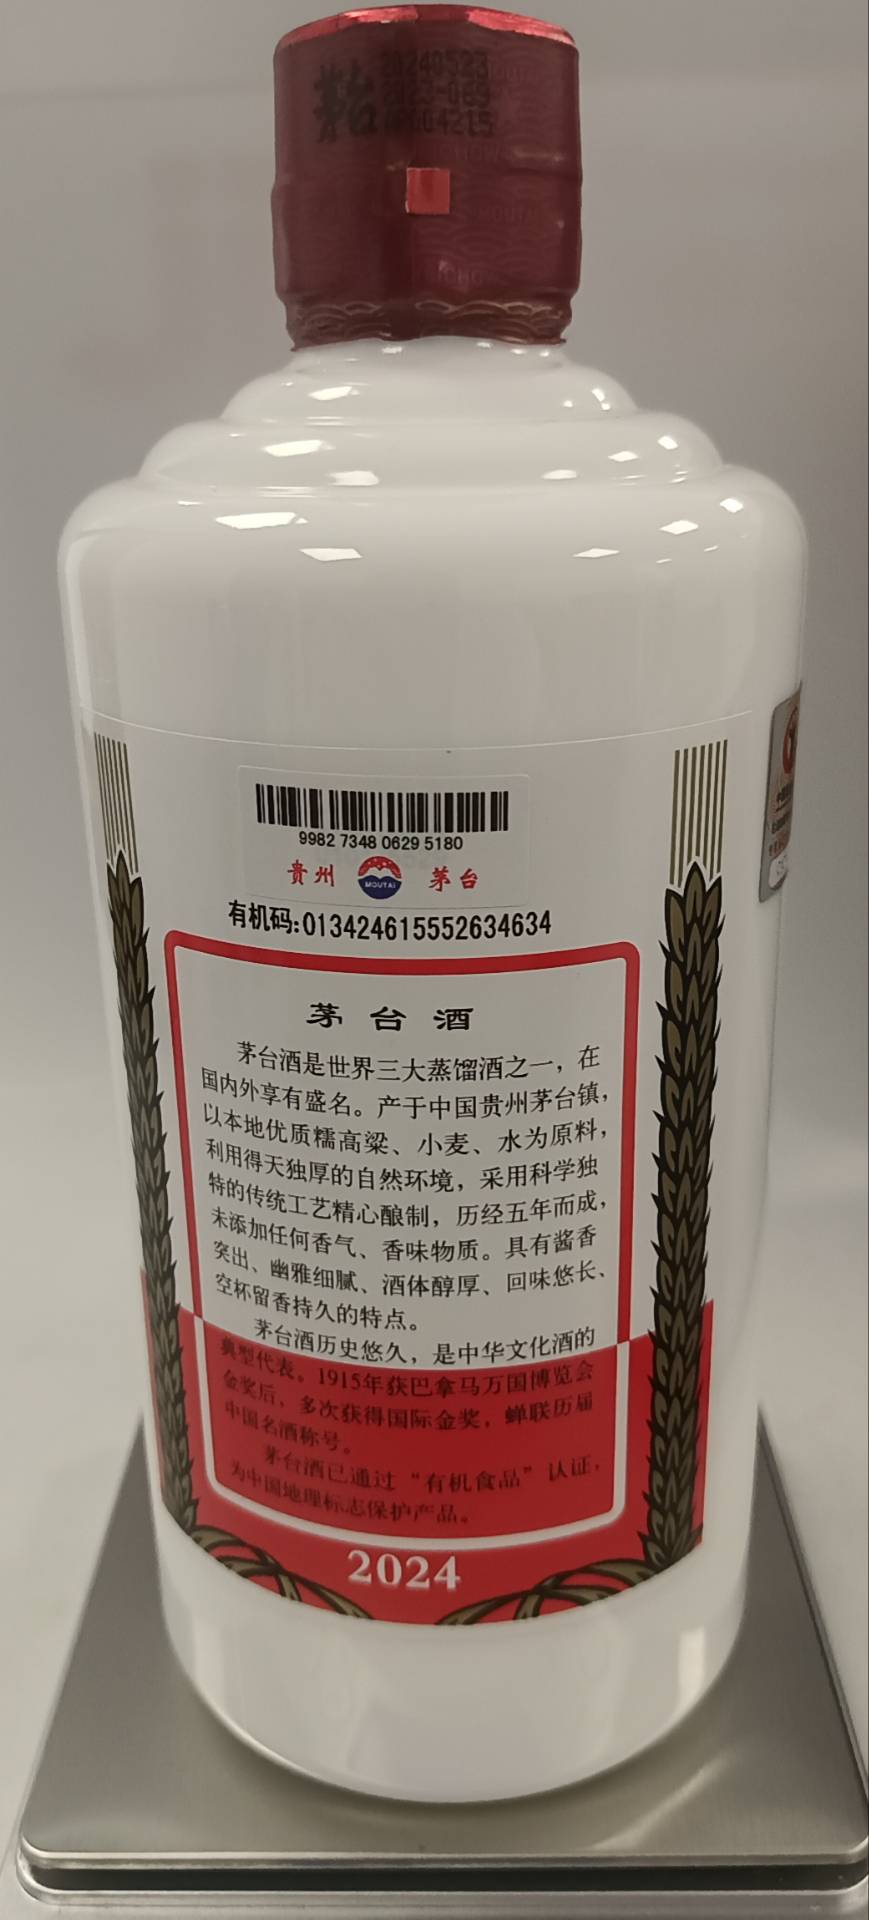 茅台
20240523
9982 7348 0629 5180
贵州 MOUTAI 茅台
有机码:013424615552634634
茅台酒
茅台酒是世界三大蒸馏酒之一，在
国内外享有盛名。产于中国贵州茅台镇，
以本地优质糯高粱、小麦、水为原料，
利用得天独厚的自然环境，采用科学独
特的传统工艺精心酿制，历经五年而成，
未添加任何香气、香味物质。具有酱香
突出、幽雅细腻、酒体醇厚、回味悠长、
空杯留香持久的特点。
茅台酒历史悠久，是中华文化酒的
典型代表。1915年获巴拿马万国博览会
金奖后，多次获得国际金奖，蝉联历届
中国名酒称号。
茅台酒已通过“有机食品”认证，
为中国地理标志保护产品。
2024